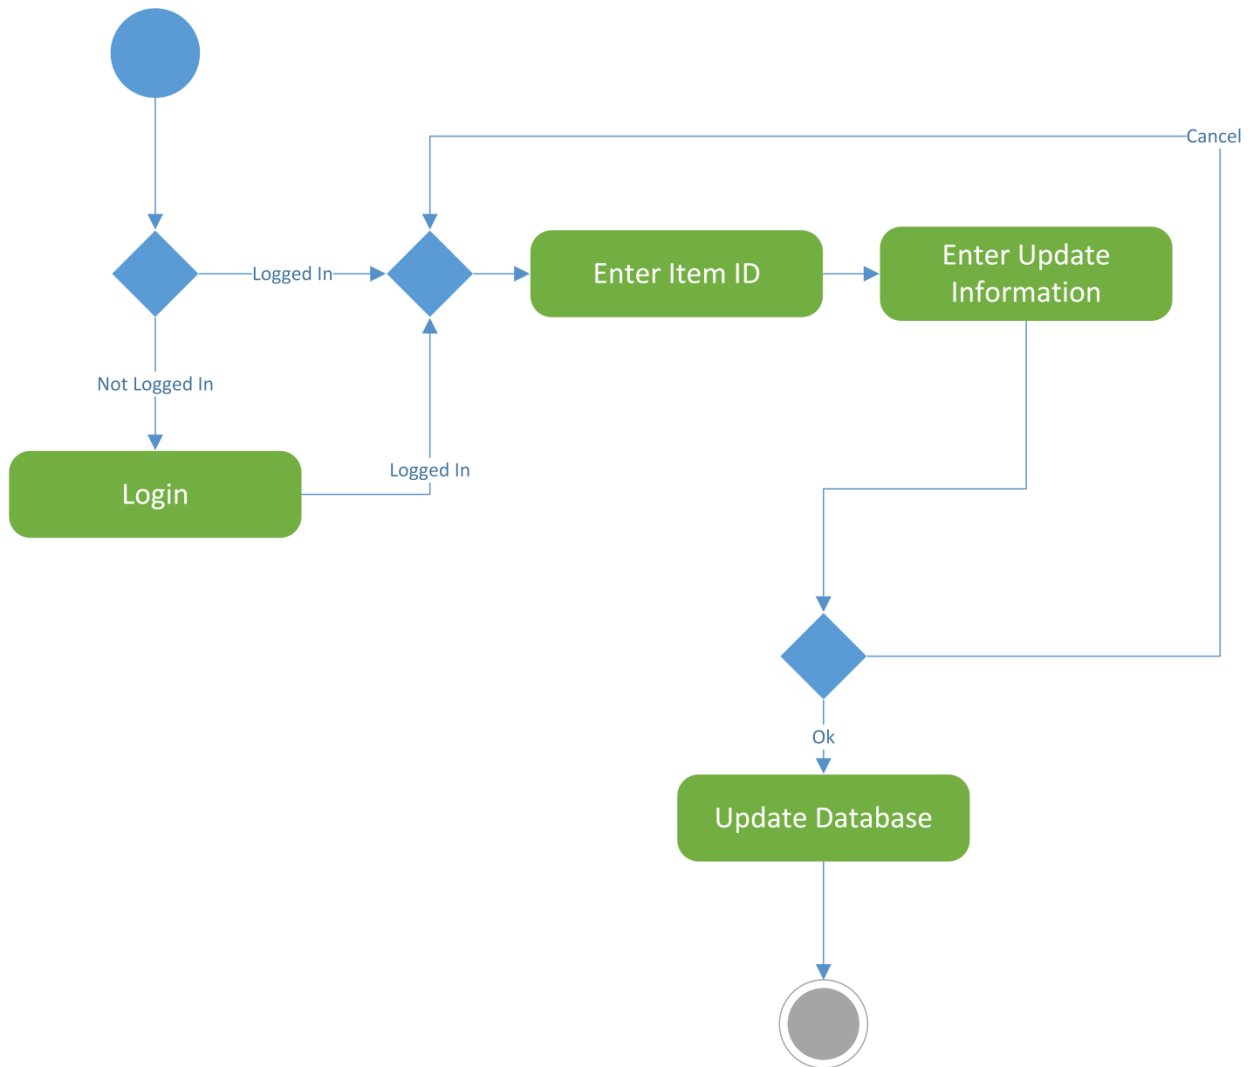 Cancel
Logged In
Enter Item ID
Enter Update
Information
Not Logged In
Logged In
Login
Ok
Update Database